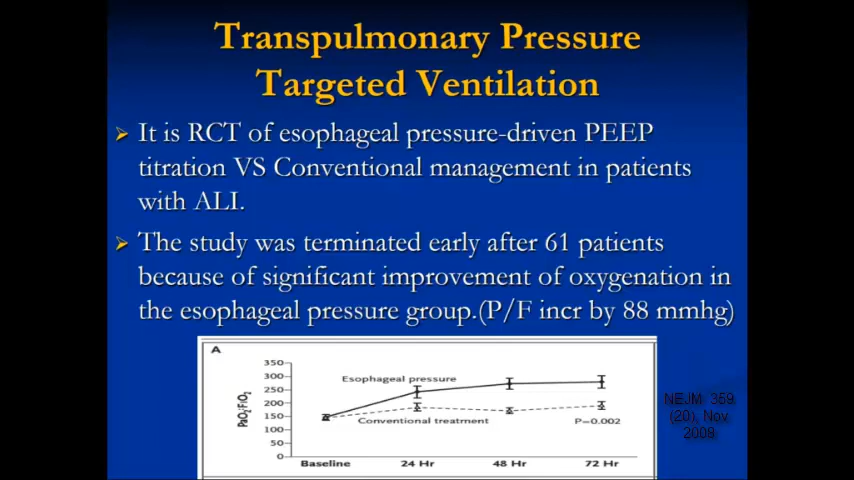 Transpulmonary Pressure
Targeted Ventilation
It is RCT of esophageal pressure-driven PEEP
titration VS Conventional management in patients
with ALI.
The study was terminated early after 61 patients
because of significant improvement of oxygenation in
the esophageal pressure group.(P/F incr by 88 mmhg)
A
350
300
250
200
150
100
50
0
PaO2/FiO2
Esophageal pressure
Conventional treatment
P=0.002
Baseline
24 Hr
48 Hr
72 Hr
NEJM 359
(20), Nov